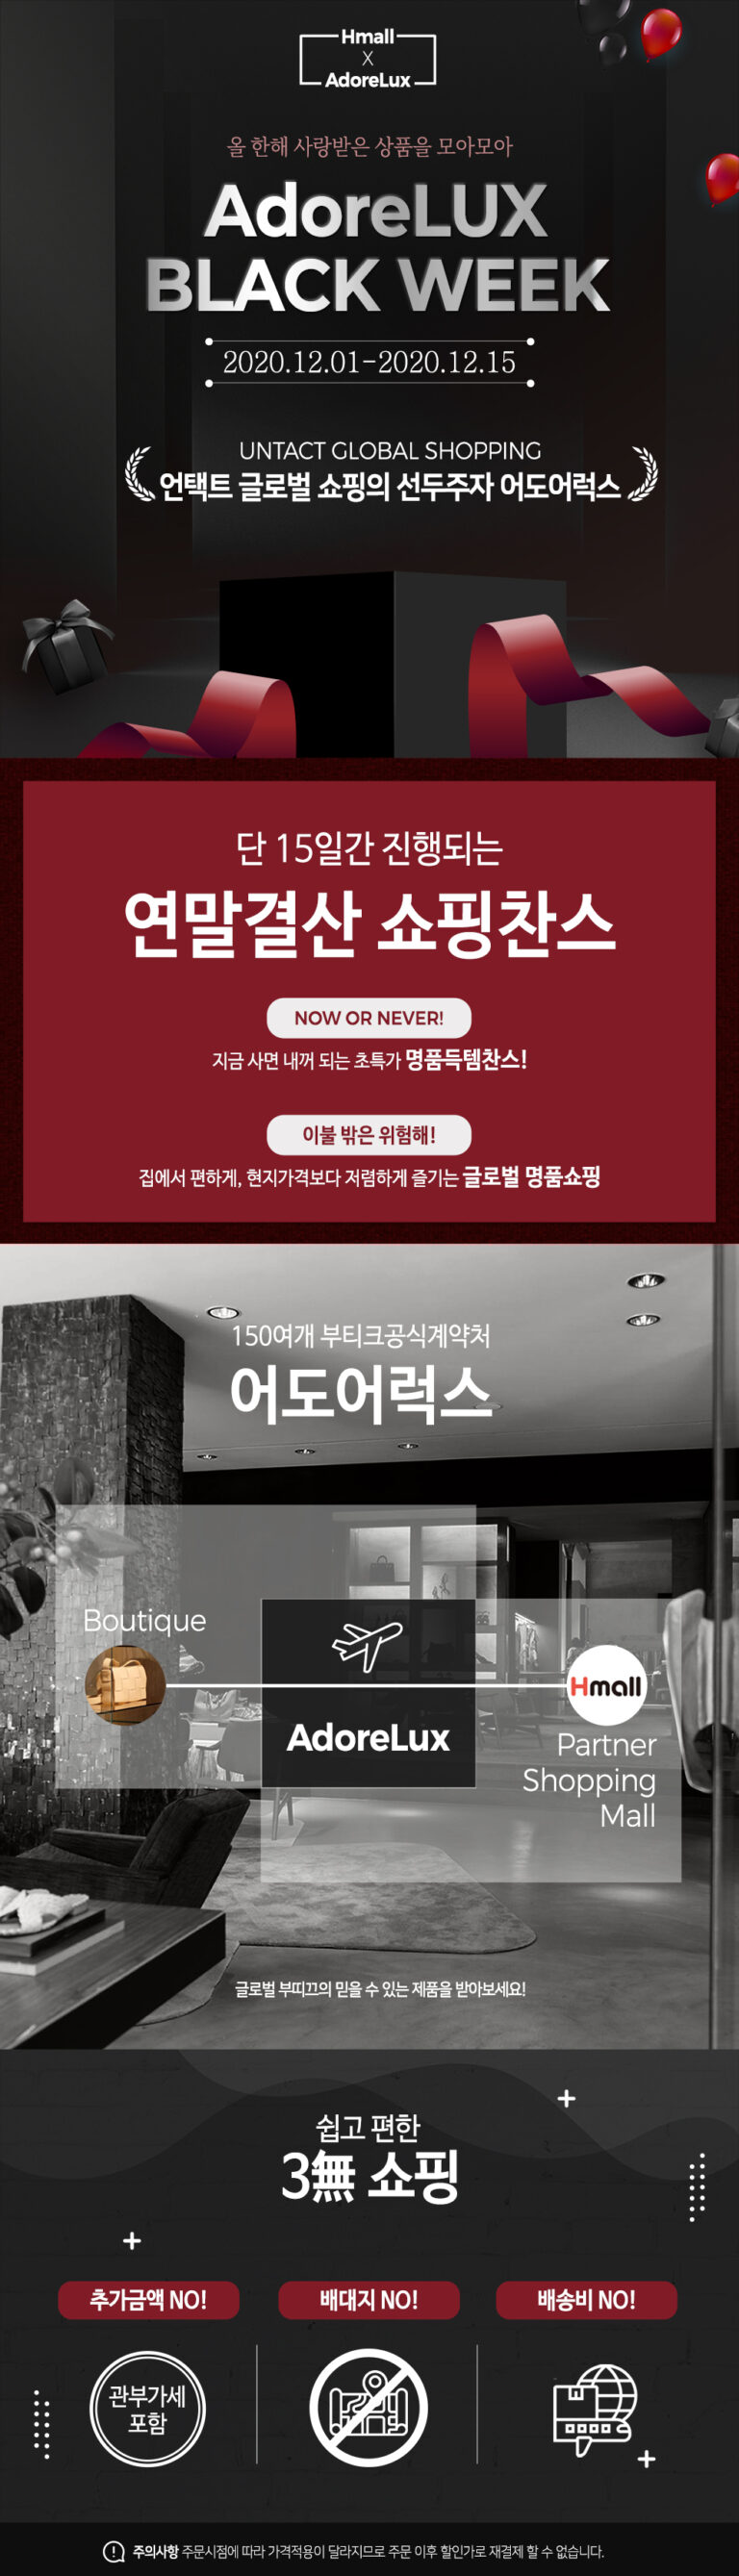 Hmall
X
AdoreLux
올 한해 사랑받은 상품을 모아모아
AdoreLUX
BLACK WEEK
2020.12.01-2020.12.15
UNTACT GLOBAL SHOPPING
언택트 글로벌 쇼핑의 선두주자 어도어럭스
단 15일간 진행되는
연말결산 쇼핑찬스
NOW OR NEVER!
지금 사면 내꺼 되는 초특가 명품득템찬스!
이불 밖은 위험해!
집에서 편하게, 현지가격보다 저렴하게 즐기는 글로벌 명품쇼핑
150여개 부티크공식계약처
어도어럭스
Boutique
AdoreLux
Hmall
Partner
Shopping
Mall
글로벌 부띠끄의 믿을 수 있는 제품을 받아보세요!
쉽고 편한
3無 쇼핑
추가금액 NO!
배대지 NO!
배송비 NO!
관부가세
포함
주의사항 주문시점에 따라 가격적용이 달라지므로 주문 이후 할인가로 재결제 할 수 없습니다.